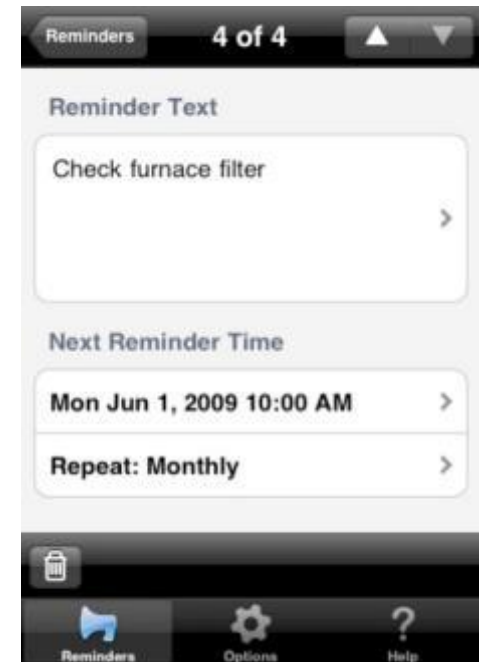 Reminders
4 of 4
Reminder Text
Check furnace filter
Next Reminder Time
Mon Jun 1, 2009 10:00 AM
Repeat: Monthly
Reminders
Options
Help